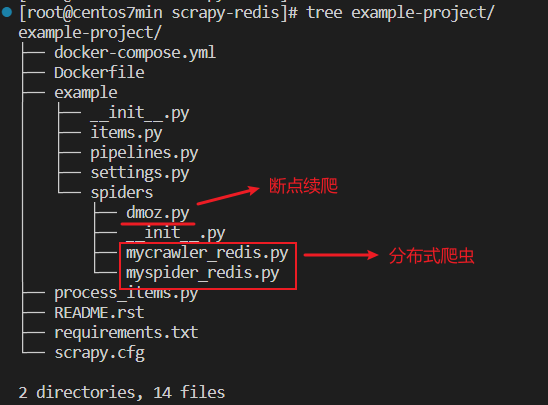 [root@centos7min scrapy-redis]# tree example-project/
example-project/
├── docker-compose.yml
├── Dockerfile
├── example
│   ├── __init__.py
│   ├── items.py
│   ├── pipelines.py
│   ├── settings.py
│   └── spiders
│       ├── dmoz.py 断点续爬
│       ├── __init__.py
│       ├── mycrawler_redis.py 分布式爬虫
│       └── myspider_redis.py
├── process_items.py
├── README.rst
├── requirements.txt
└── scrapy.cfg
2 directories, 14 files